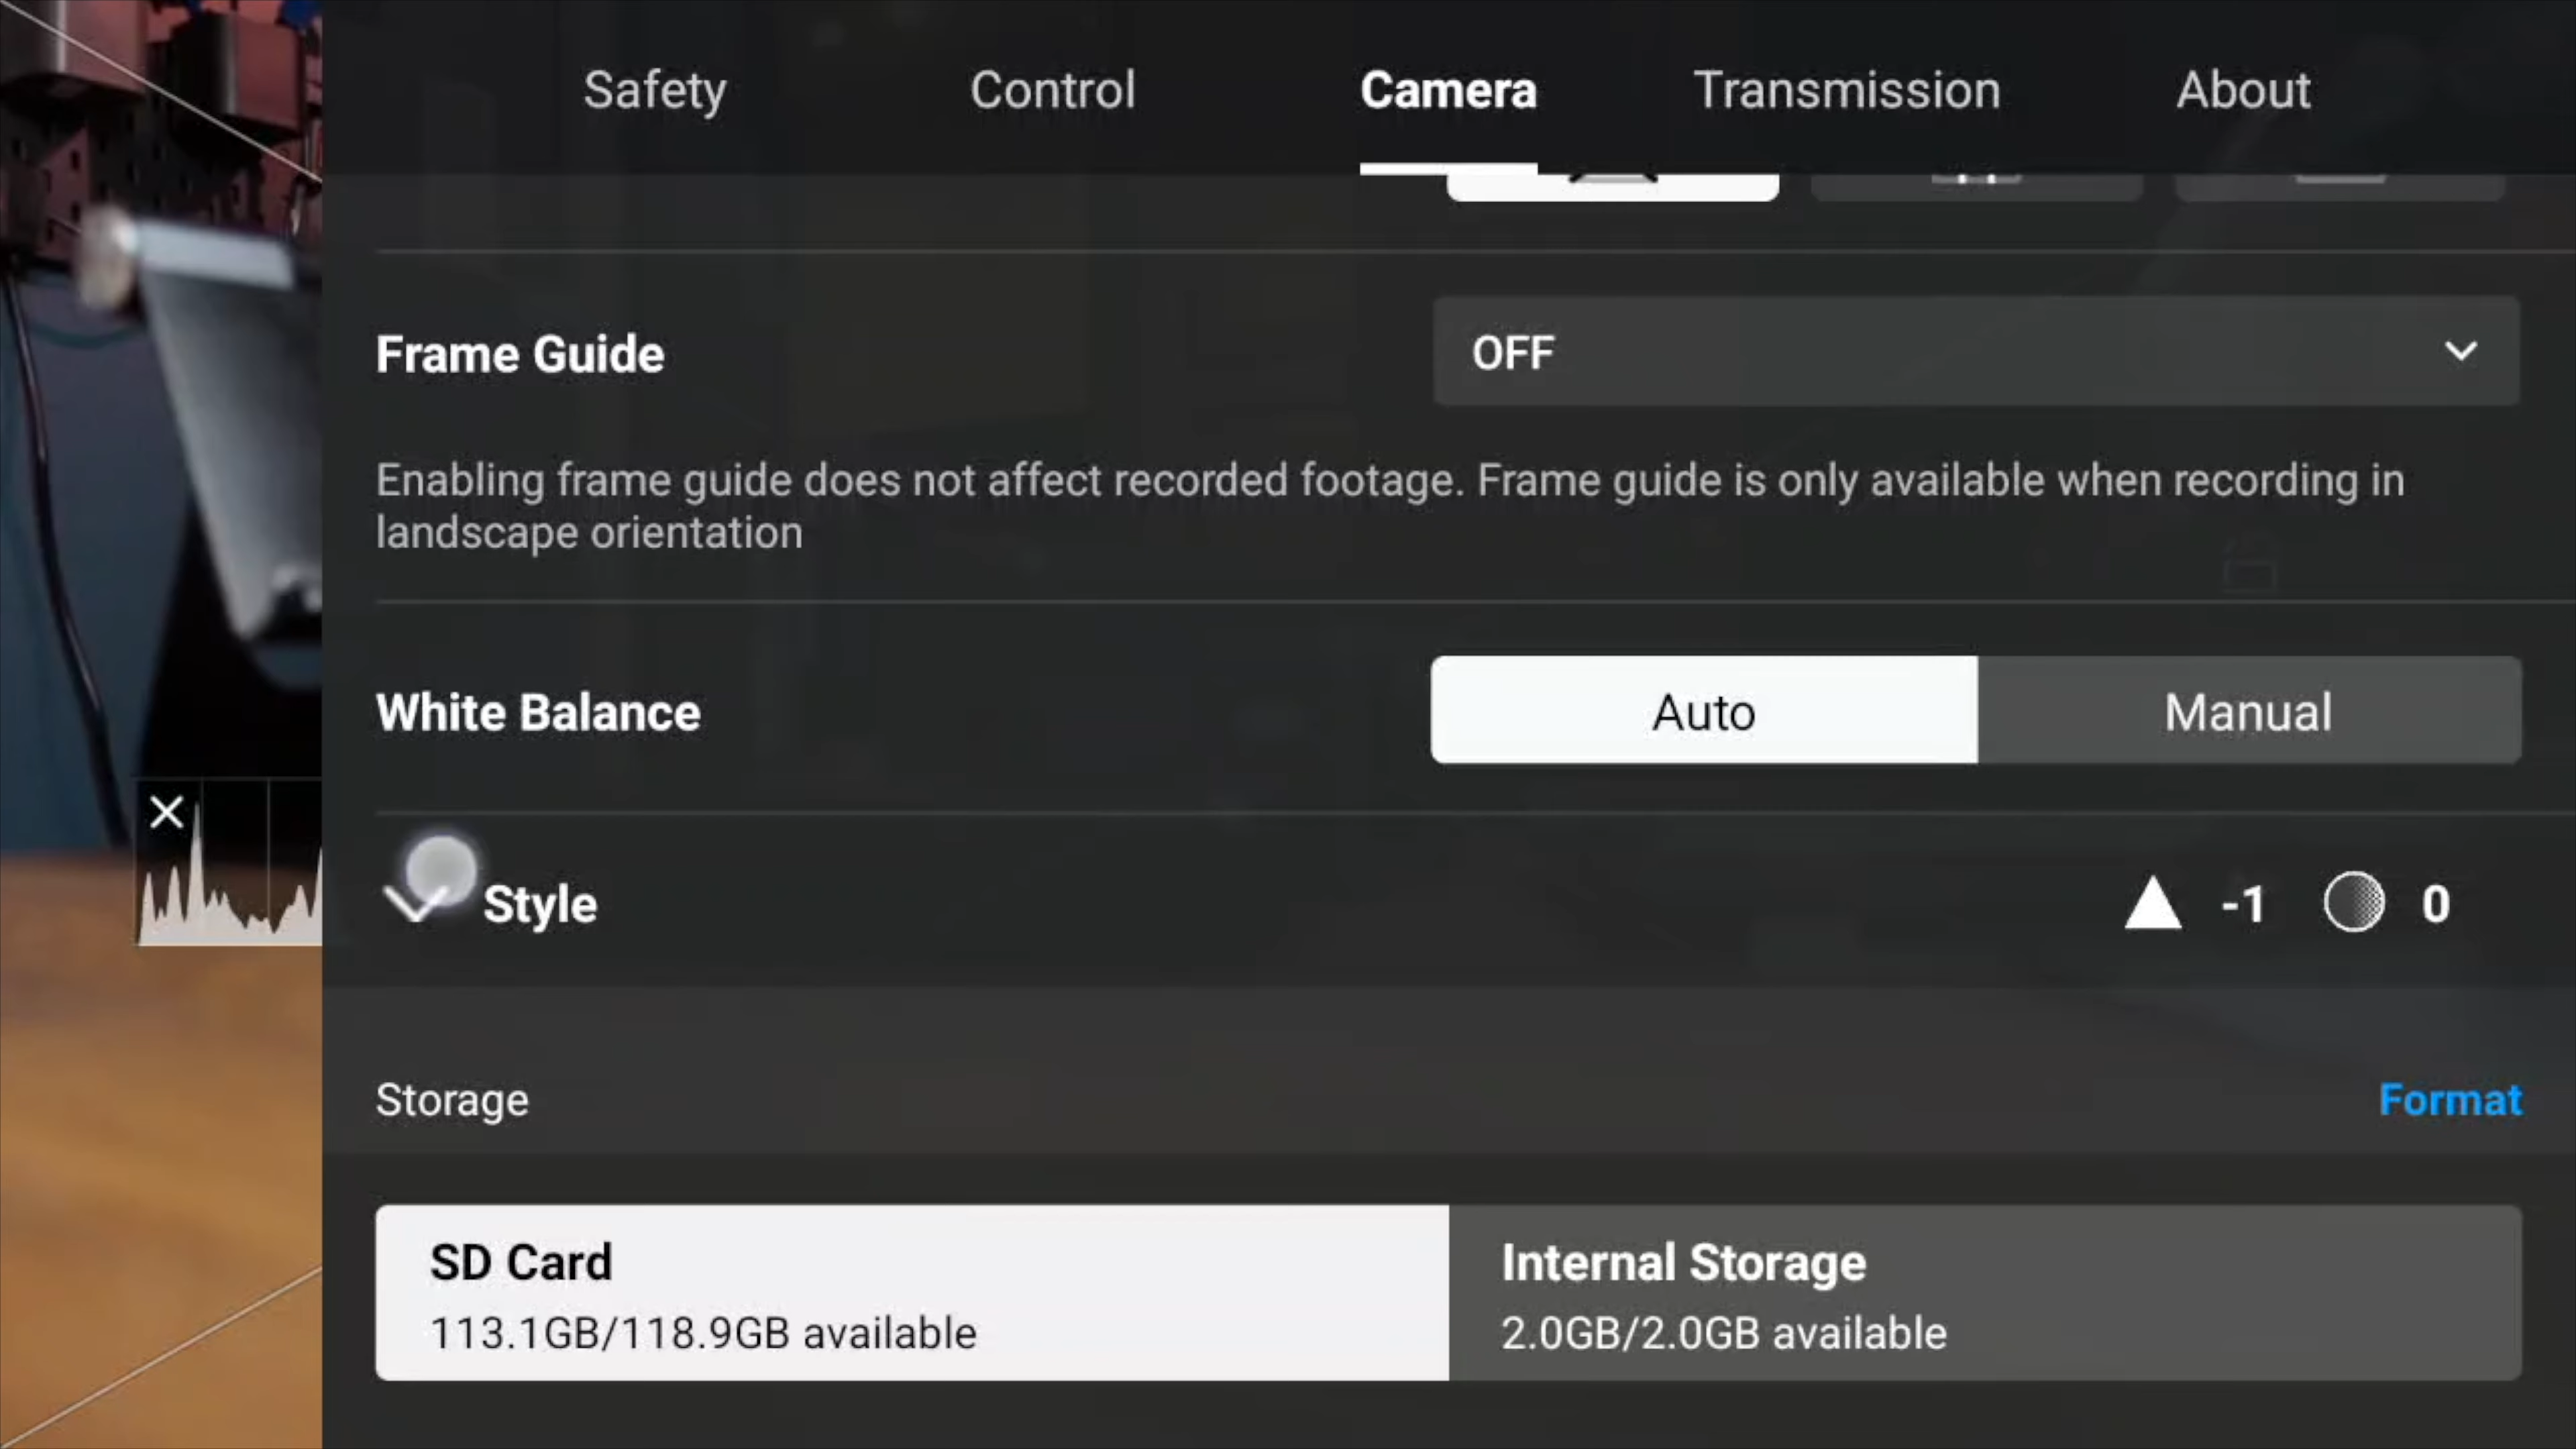 Safety Control Camera Transmission About
Frame Guide OFF
Enabling frame guide does not affect recorded footage. Frame guide is only available when recording in
landscape orientation
White Balance Auto Manual
Style -1 0
Storage Format
SD Card
113.1GB/118.9GB available
Internal Storage
2.0GB/2.0GB available